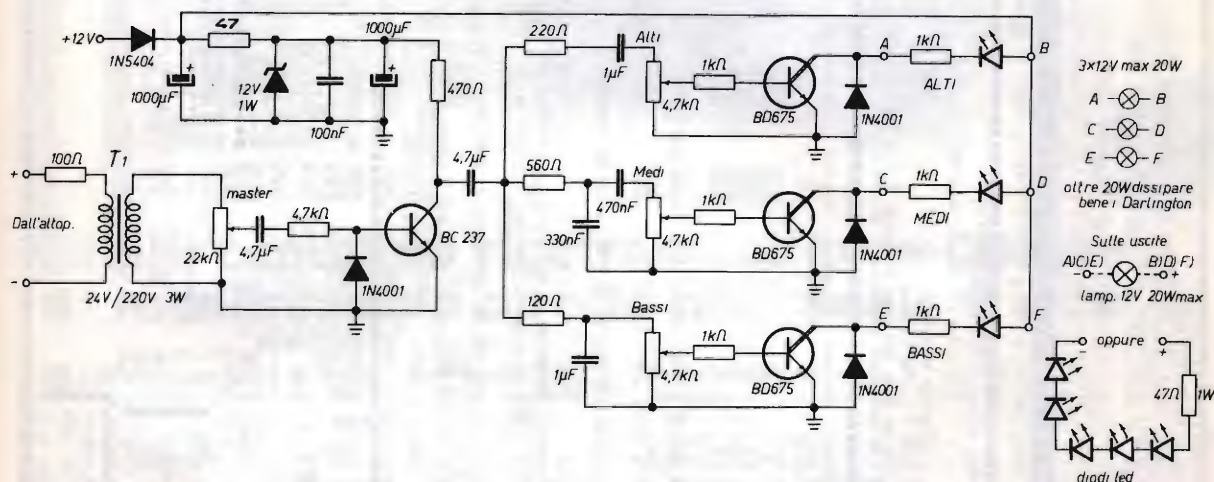 +12V
1N5404
47
1000µF
1000µF
12V
1W
100nF
470Ω
+
100Ω
T1
Dall'altop.
-
24V/220V 3W
master
22kΩ
4,7µF
4,7kΩ
1N4001
BC 237
4,7µF
220Ω
1µF
Alti
4,7kΩ
1kΩ
BD675
A
1N4001
1kΩ
ALTI
B
560Ω
330nF
470nF
Medi
4,7kΩ
1kΩ
BD675
C
1N4001
1kΩ
MEDI
D
120Ω
1µF
Bassi
4,7kΩ
1kΩ
BD675
E
1N4001
1kΩ
BASSI
F
3x12V max 20W
A B
C D
E F
oltre 20W dissipare
bene i Darlington
Sulle uscite
A)C)E) B)D)F)
- +
lamp. 12V 20Wmax
oppure
- +
47Ω 1W
diodi led